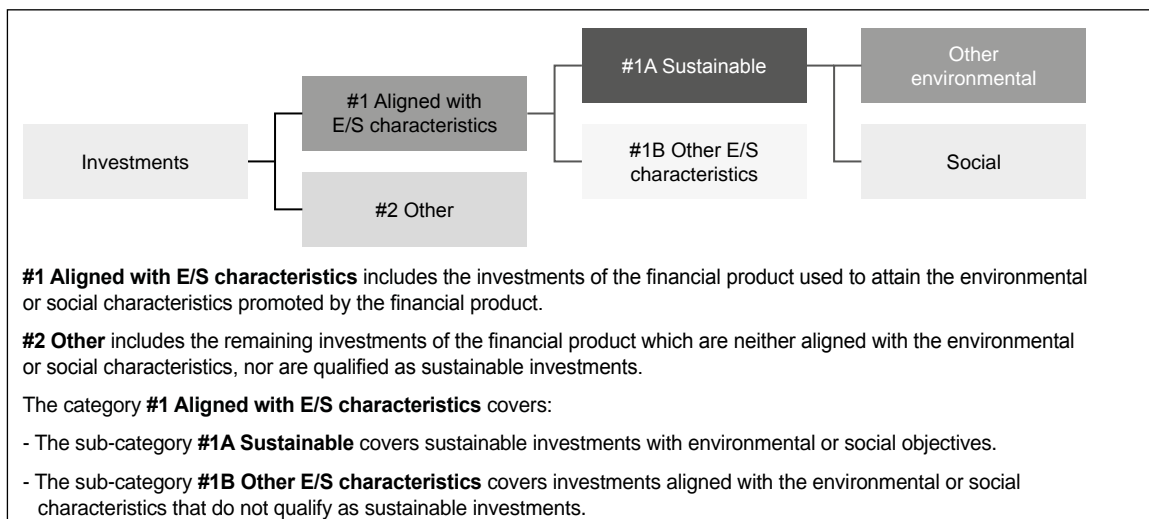 #1A Sustainable
Other
environmental
#1 Aligned with
E/S characteristics
Investments
#1B Other E/S
characteristics
Social
#2 Other
#1 Aligned with E/S characteristics includes the investments of the financial product used to attain the environmental
or social characteristics promoted by the financial product.
#2 Other includes the remaining investments of the financial product which are neither aligned with the environmental
or social characteristics, nor are qualified as sustainable investments.
The category #1 Aligned with E/S characteristics covers:
- The sub-category #1A Sustainable covers sustainable investments with environmental or social objectives.
- The sub-category #1B Other E/S characteristics covers investments aligned with the environmental or social
characteristics that do not qualify as sustainable investments.